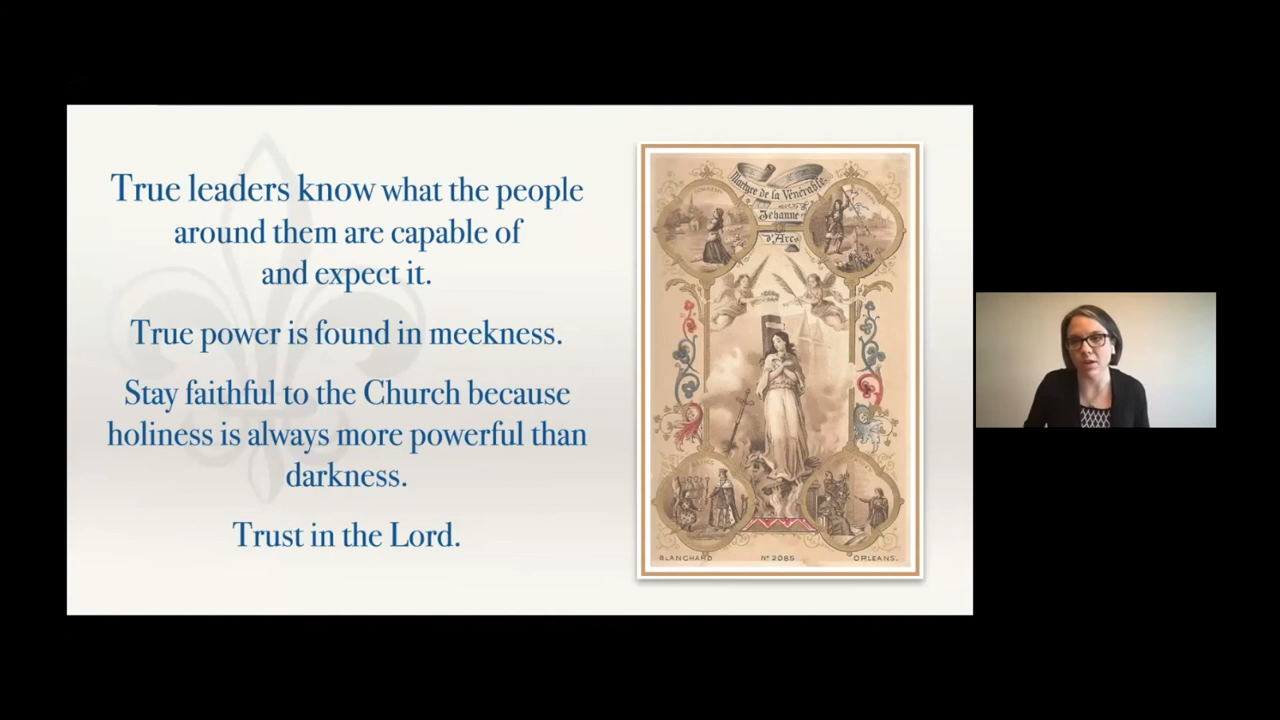 True leaders know what the people
around them are capable of
and expect it.
True power is found in meekness.
Stay faithful to the Church because
holiness is always more powerful than
darkness.
Trust in the Lord.
Martyre de la Vénérable
Jehanne
d'Arc
BLANCHARD Nº 2085 ORLEANS.